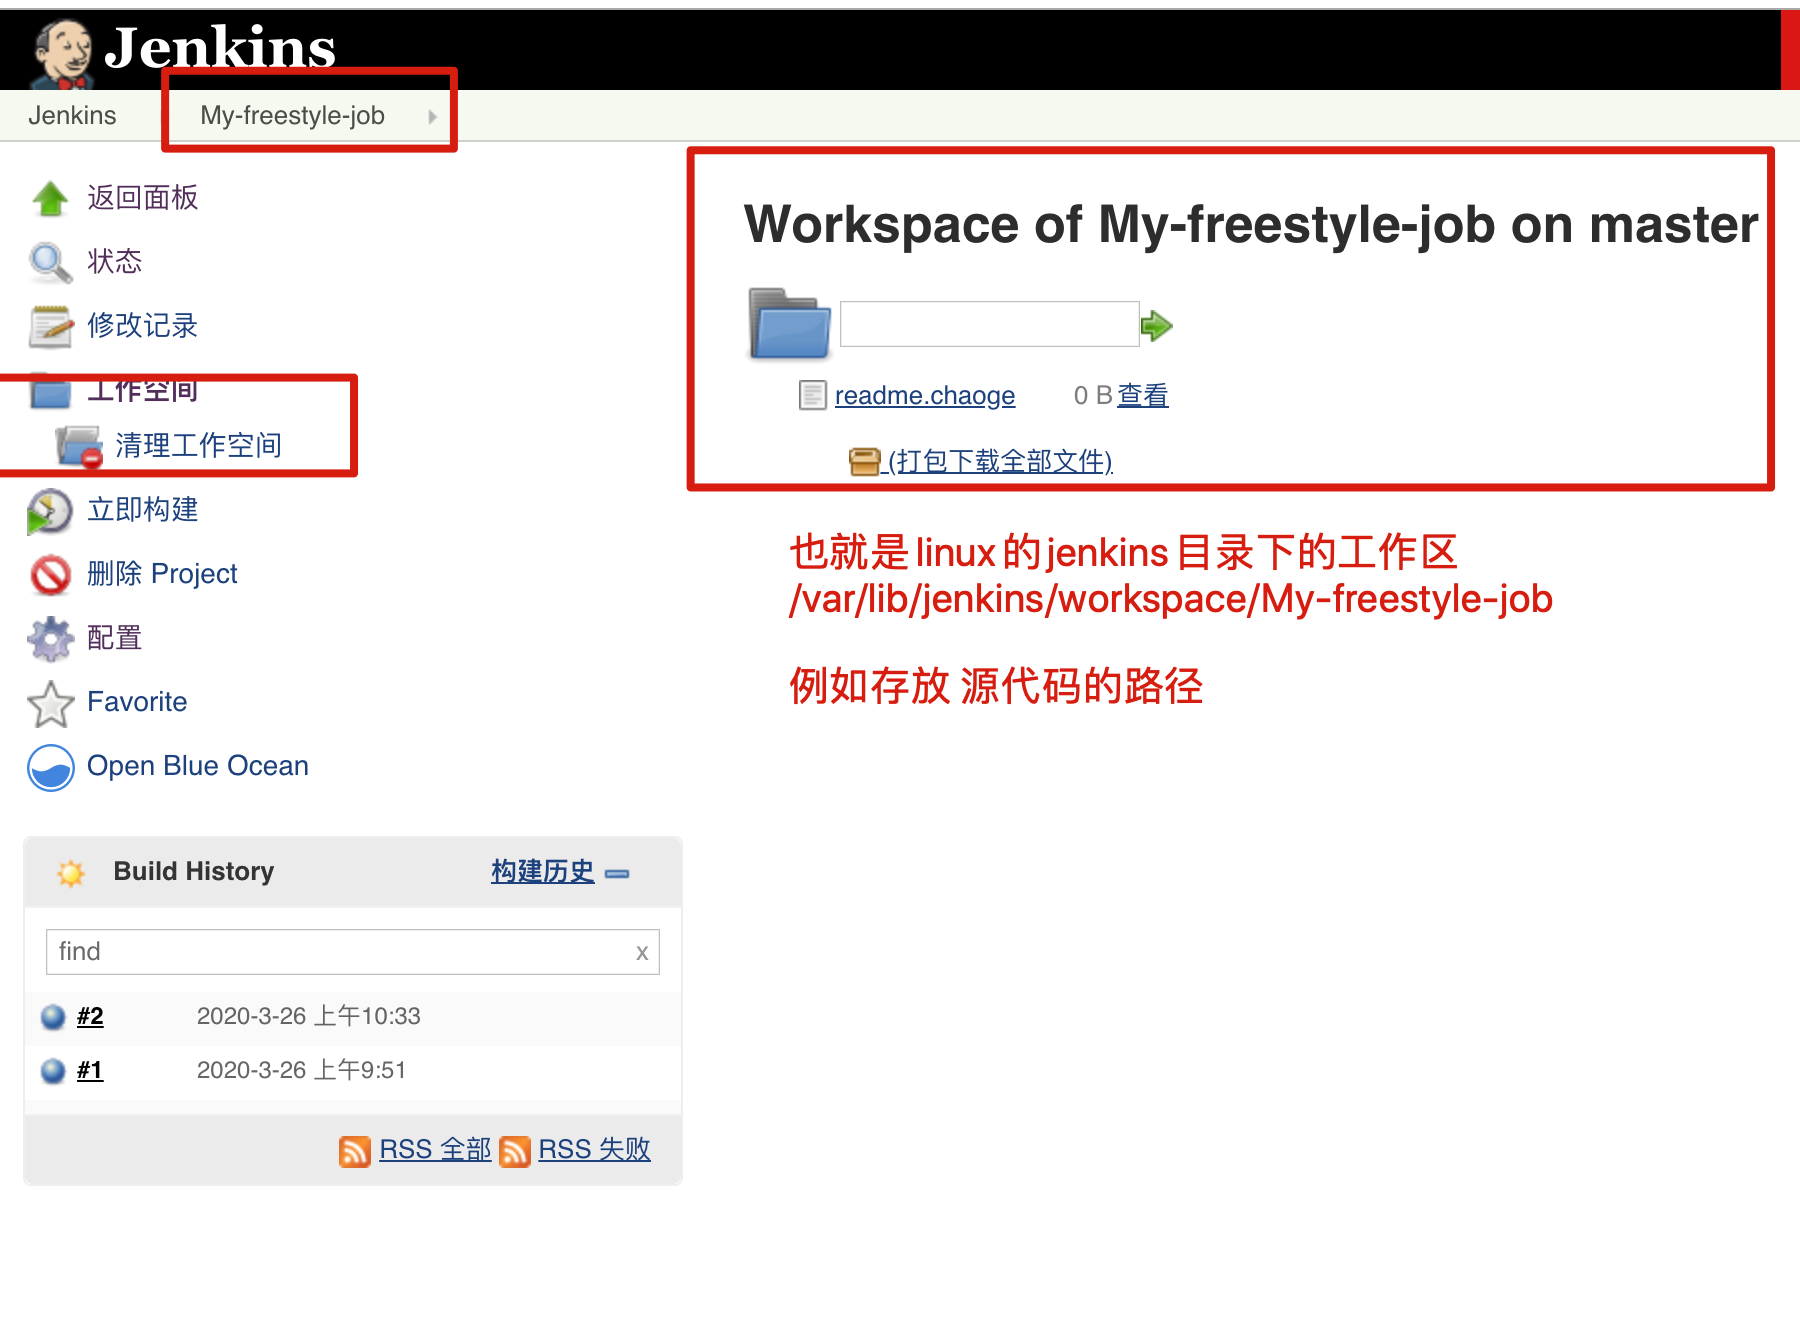 Jenkins
Jenkins My-freestyle-job
返回面板
状态
修改记录
工作空间
清理工作空间
立即构建
删除 Project
配置
Favorite
Open Blue Ocean
Build History 构建历史
find x
#2 2020-3-26 上午10:33
#1 2020-3-26 上午9:51
RSS 全部 RSS 失败
Workspace of My-freestyle-job on master
readme.chaoge 0 B 查看
(打包下载全部文件)
也就是linux的jenkins目录下的工作区
/var/lib/jenkins/workspace/My-freestyle-job
例如存放 源代码的路径